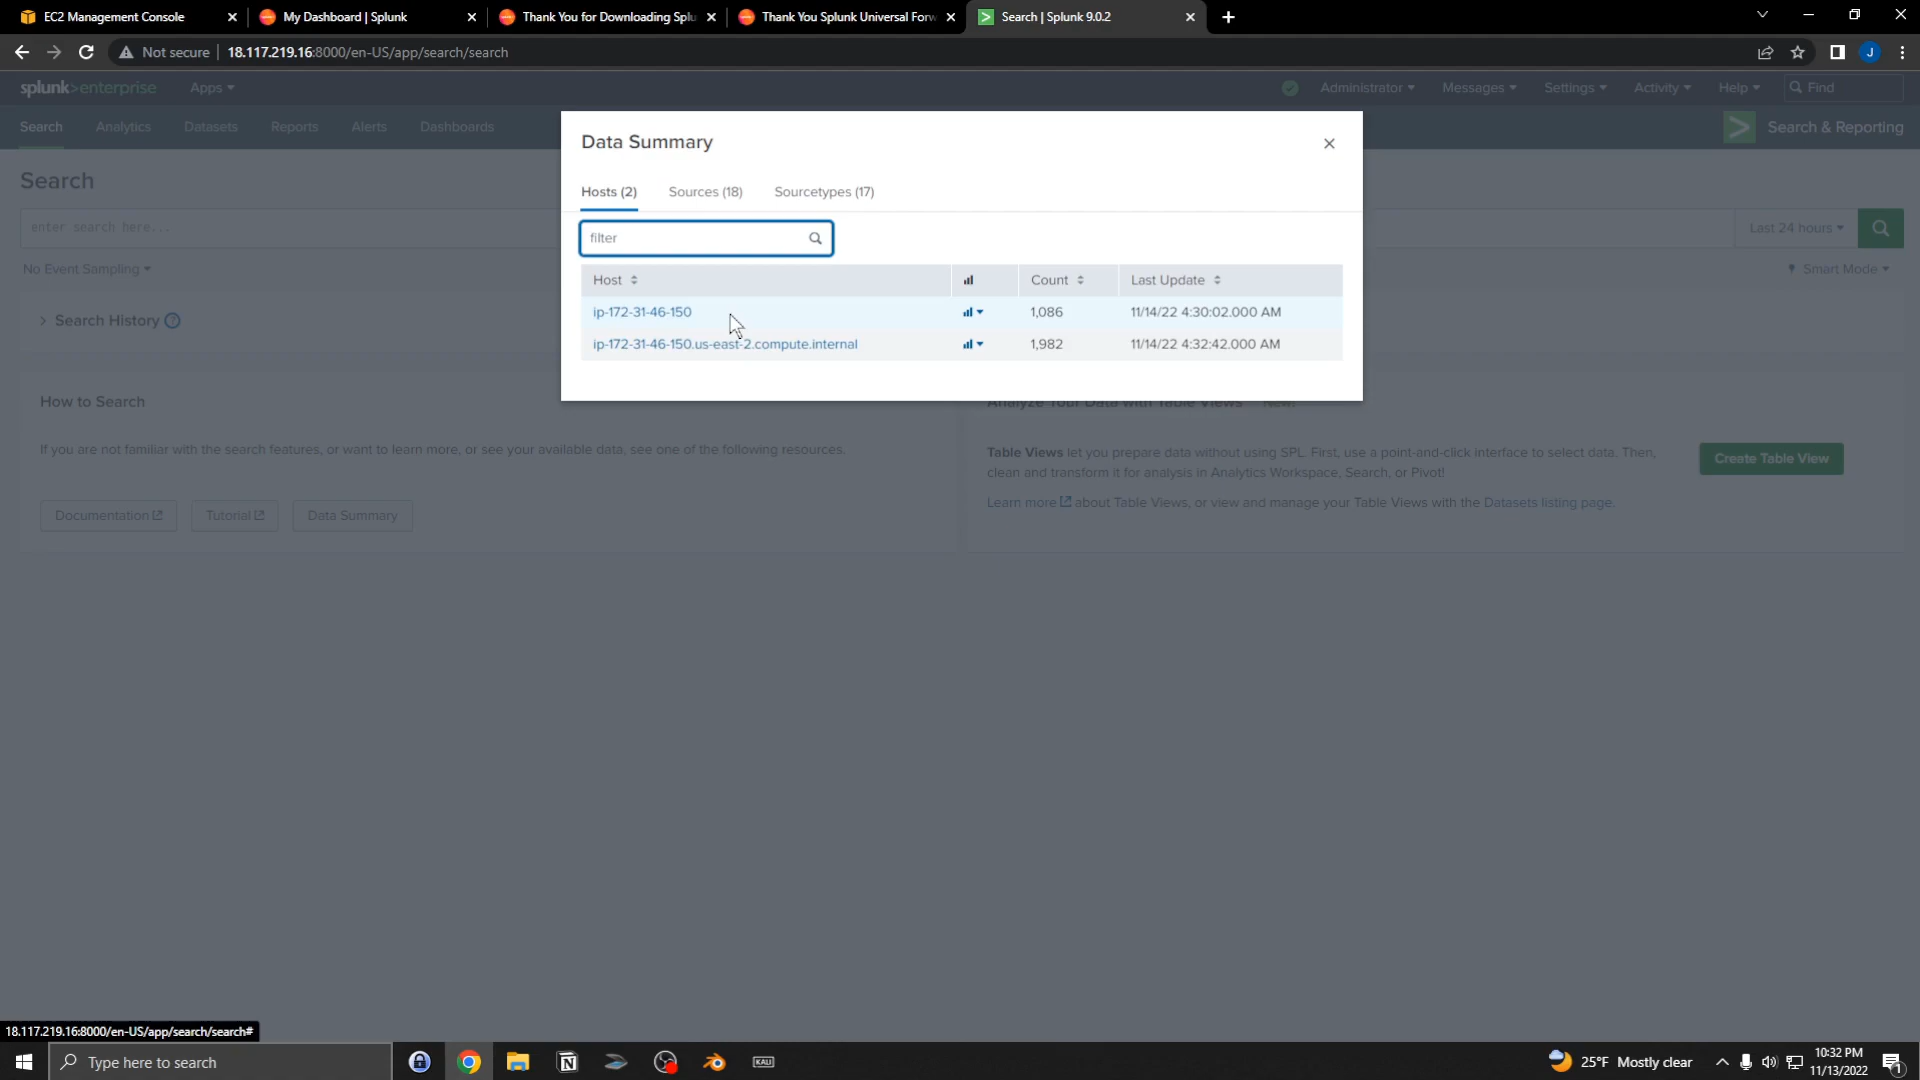 EC2 Management Console
My Dashboard | Splunk
Thank You for Downloading Splu
Thank You Splunk Universal Forw
Search | Splunk 9.0.2
Not secure
18.117.219.16:8000/en-US/app/search/search
J
splunk>enterprise
Apps
Administrator
Messages
Settings
Activity
Help
Find
Search
Analytics
Datasets
Reports
Alerts
Dashboards
Search & Reporting
Search
enter search here...
Last 24 hours
No Event Sampling
Smart Mode
Search History
Data Summary
Hosts (2)
Sources (18)
Sourcetypes (17)
filter
Host
Count
Last Update
ip-172-31-46-150
1,086
11/14/22 4:30:02.000 AM
ip-172-31-46-150.us-east-2.compute.internal
1,982
11/14/22 4:32:42.000 AM
How to Search
If you are not familiar with the search features, or want to learn more, or see your available data, see one of the following resources.
Documentation
Tutorial
Data Summary
Analyze Your Data with Table Views New!
Table Views let you prepare data without using SPL. First, use a point-and-click interface to select data. Then,
clean and transform it for analysis in Analytics Workspace, Search, or Pivot!
Learn more about Table Views, or view and manage your Table Views with the Datasets listing page.
Create Table View
18.117.219.16:8000/en-US/app/search/search#
Type here to search
KALI
25°F Mostly clear
10:32 PM
11/13/2022
1